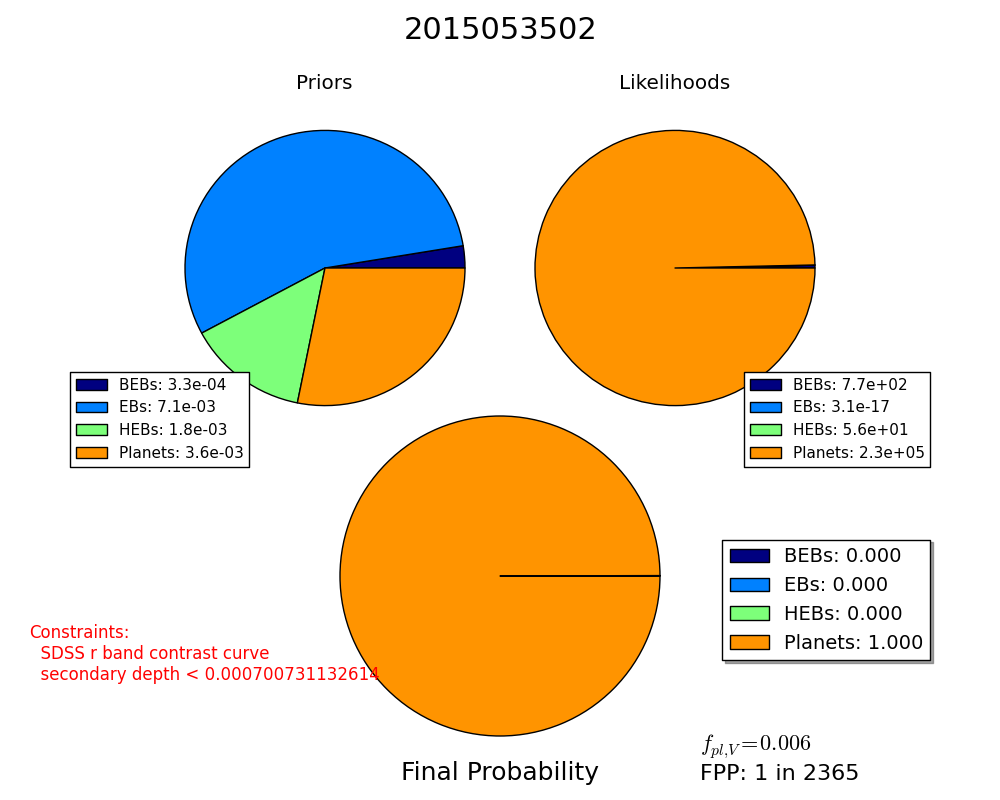 2015053502
Priors
Likelihoods
BEBs: 3.3e-04
EBs: 7.1e-03
HEBs: 1.8e-03
Planets: 3.6e-03
BEBs: 7.7e+02
EBs: 3.1e-17
HEBs: 5.6e+01
Planets: 2.3e+05
BEBs: 0.000
EBs: 0.000
HEBs: 0.000
Planets: 1.000
Constraints:
SDSS r band contrast curve
secondary depth < 0.000700731132614
f_{pl,V}=0.006
Final Probability
FPP: 1 in 2365